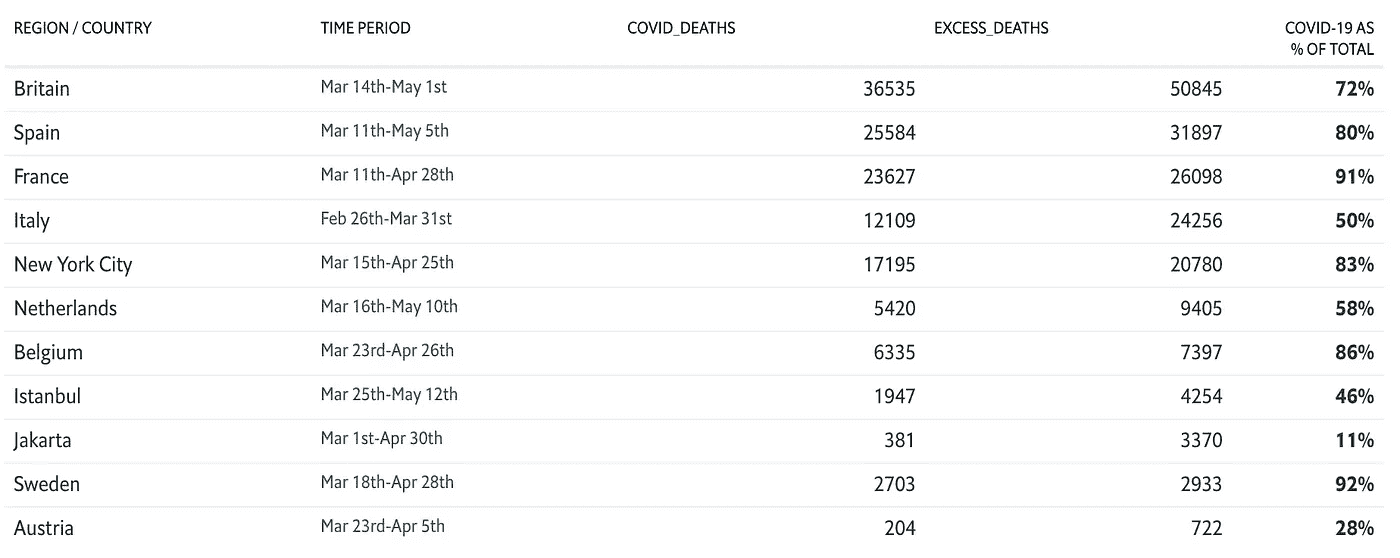 REGION / COUNTRY TIME PERIOD COVID_DEATHS EXCESS_DEATHS COVID-19 AS
% OF TOTAL
Britain Mar 14th-May 1st 36535 50845 72%
Spain Mar 11th-May 5th 25584 31897 80%
France Mar 11th-Apr 28th 23627 26098 91%
Italy Feb 26th-Mar 31st 12109 24256 50%
New York City Mar 15th-Apr 25th 17195 20780 83%
Netherlands Mar 16th-May 10th 5420 9405 58%
Belgium Mar 23rd-Apr 26th 6335 7397 86%
Istanbul Mar 25th-May 12th 1947 4254 46%
Jakarta Mar 1st-Apr 30th 381 3370 11%
Sweden Mar 18th-Apr 28th 2703 2933 92%
Austria Mar 23rd-Apr 5th 204 722 28%